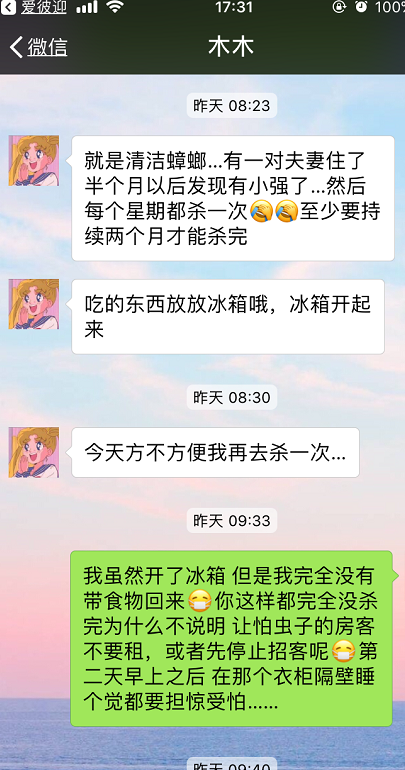 爱彼迎
17:31
100%
微信
木木
昨天 08:23
就是清洁蟑螂...有一对夫妻住了
半个月以后发现有小强了...然后
每个星期都杀一次😂😂至少要持
续两个月才能杀完
吃的东西放放冰箱哦，冰箱开起
来
昨天 08:30
今天方不方便我再去杀一次...
昨天 09:33
我虽然开了冰箱 但是我完全没有
带食物回来😷你这样都完全没杀
完为什么不说明 让怕虫子的房客
不要租，或者先停止招客呢😷第
二天早上之后 在那个衣柜隔壁睡
个觉都要担惊受怕......
昨天 09:40